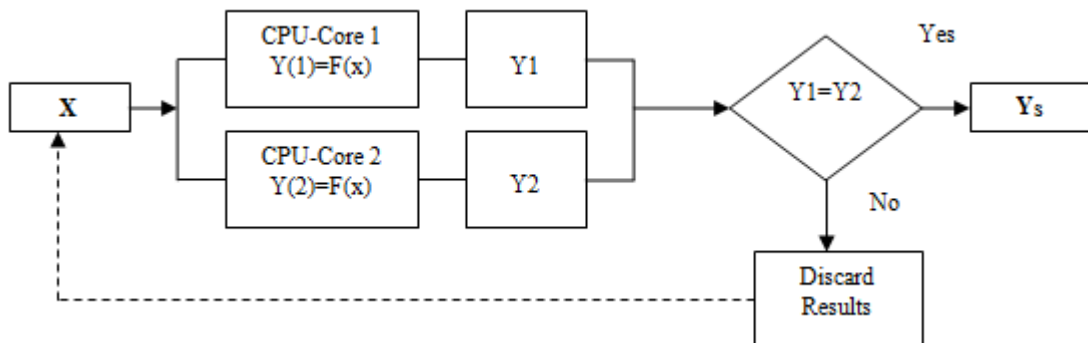 CPU-Core 1
Y(1)=F(x)
Y1
Yes
X
Y1=Y2
Ys
CPU-Core 2
Y(2)=F(x)
Y2
No
Discard
Results